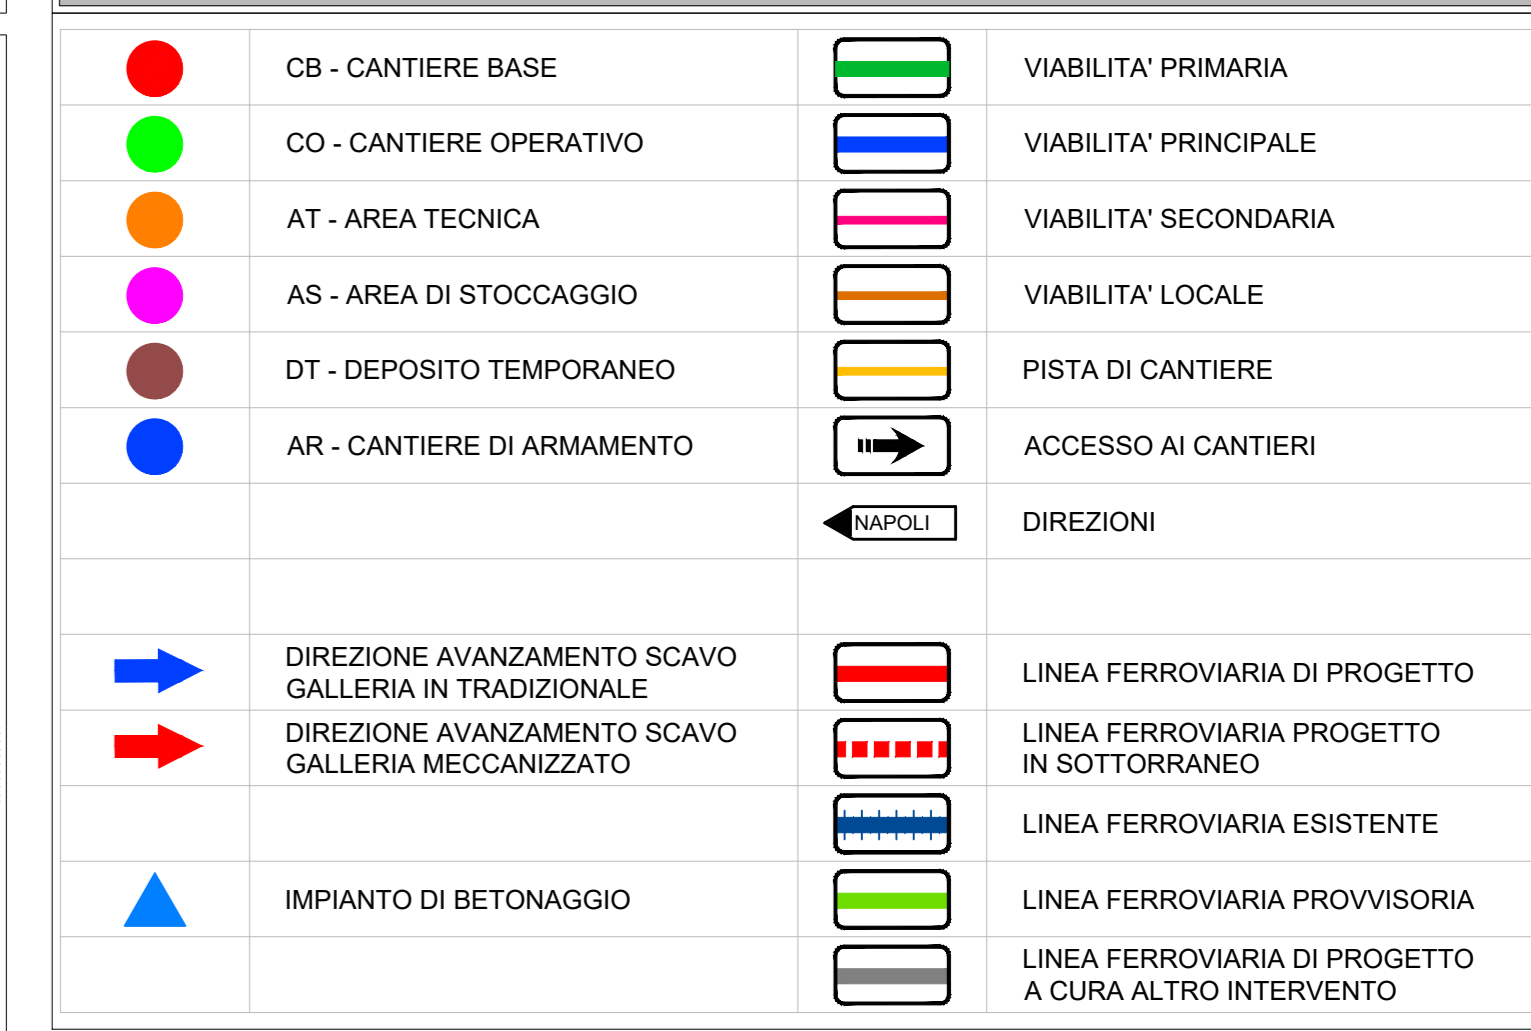 CB - CANTIERE BASE
VIABILITA' PRIMARIA
CO - CANTIERE OPERATIVO
VIABILITA' PRINCIPALE
AT - AREA TECNICA
VIABILITA' SECONDARIA
AS - AREA DI STOCCAGGIO
VIABILITA' LOCALE
DT - DEPOSITO TEMPORANEO
PISTA DI CANTIERE
AR - CANTIERE DI ARMAMENTO
ACCESSO AI CANTIERI
NAPOLI
DIREZIONI
DIREZIONE AVANZAMENTO SCAVO
GALLERIA IN TRADIZIONALE
LINEA FERROVIARIA DI PROGETTO
DIREZIONE AVANZAMENTO SCAVO
GALLERIA MECCANIZZATO
LINEA FERROVIARIA PROGETTO
IN SOTTORRANEO
LINEA FERROVIARIA ESISTENTE
IMPIANTO DI BETONAGGIO
LINEA FERROVIARIA PROVVISORIA
LINEA FERROVIARIA DI PROGETTO
A CURA ALTRO INTERVENTO